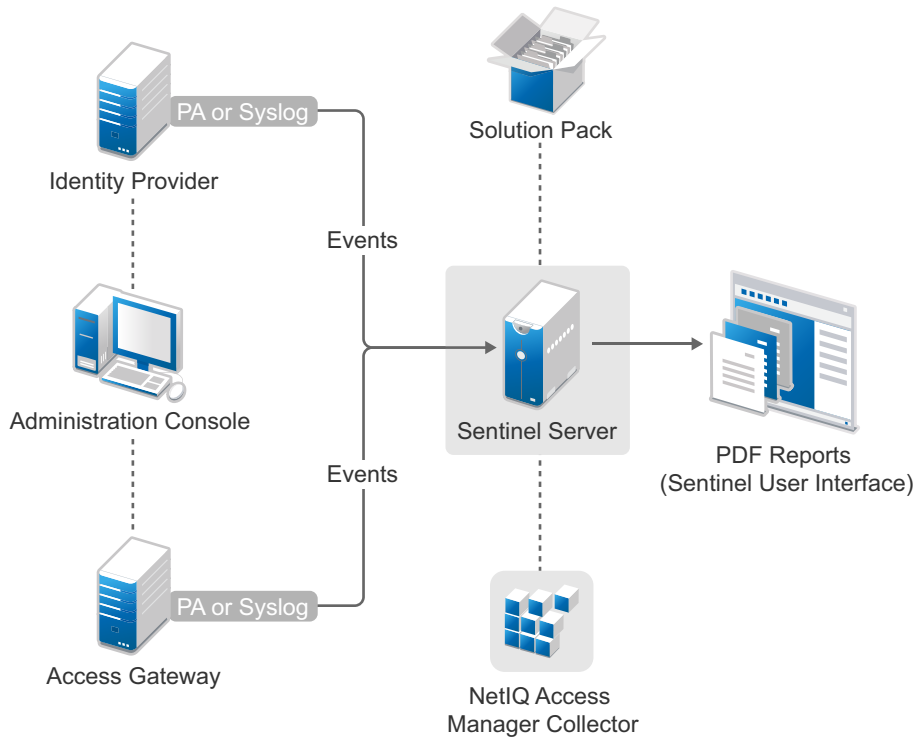 PA or Syslog
Identity Provider
Solution Pack
Events
Administration Console
Sentinel Server
PDF Reports
(Sentinel User Interface)
Events
PA or Syslog
Access Gateway
NetIQ Access
Manager Collector